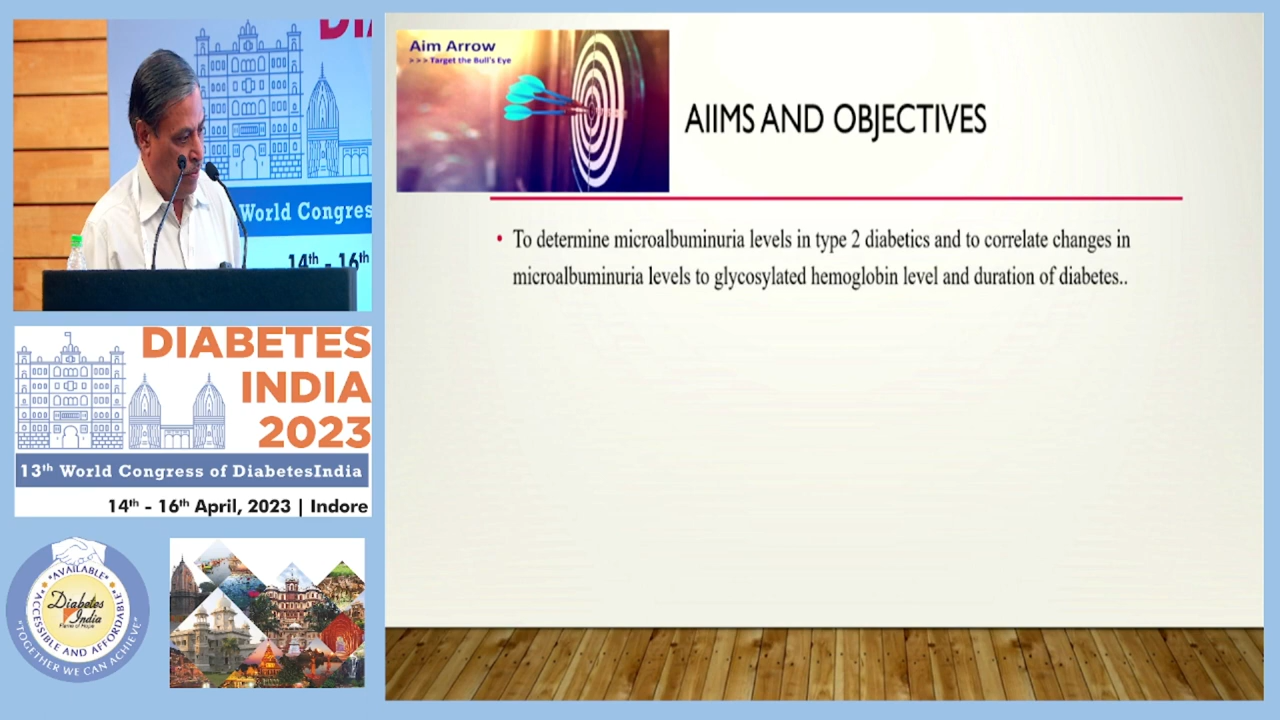 DIA
World Congres
14th - 16th
DIABETES
INDIA
2023
13th World Congress of DiabetesIndia
14th - 16th April, 2023 | Indore
"AVAILABLE"
"ACCESSIBLE AND AFFORDABLE"
Diabetes
India
"TOGETHER WE CAN ACHIEVE"
Aim Arrow
>>> Target the Bull's Eye
AIIMS AND OBJECTIVES
• To determine microalbuminuria levels in type 2 diabetics and to correlate changes in
microalbuminuria levels to glycosylated hemoglobin level and duration of diabetes..